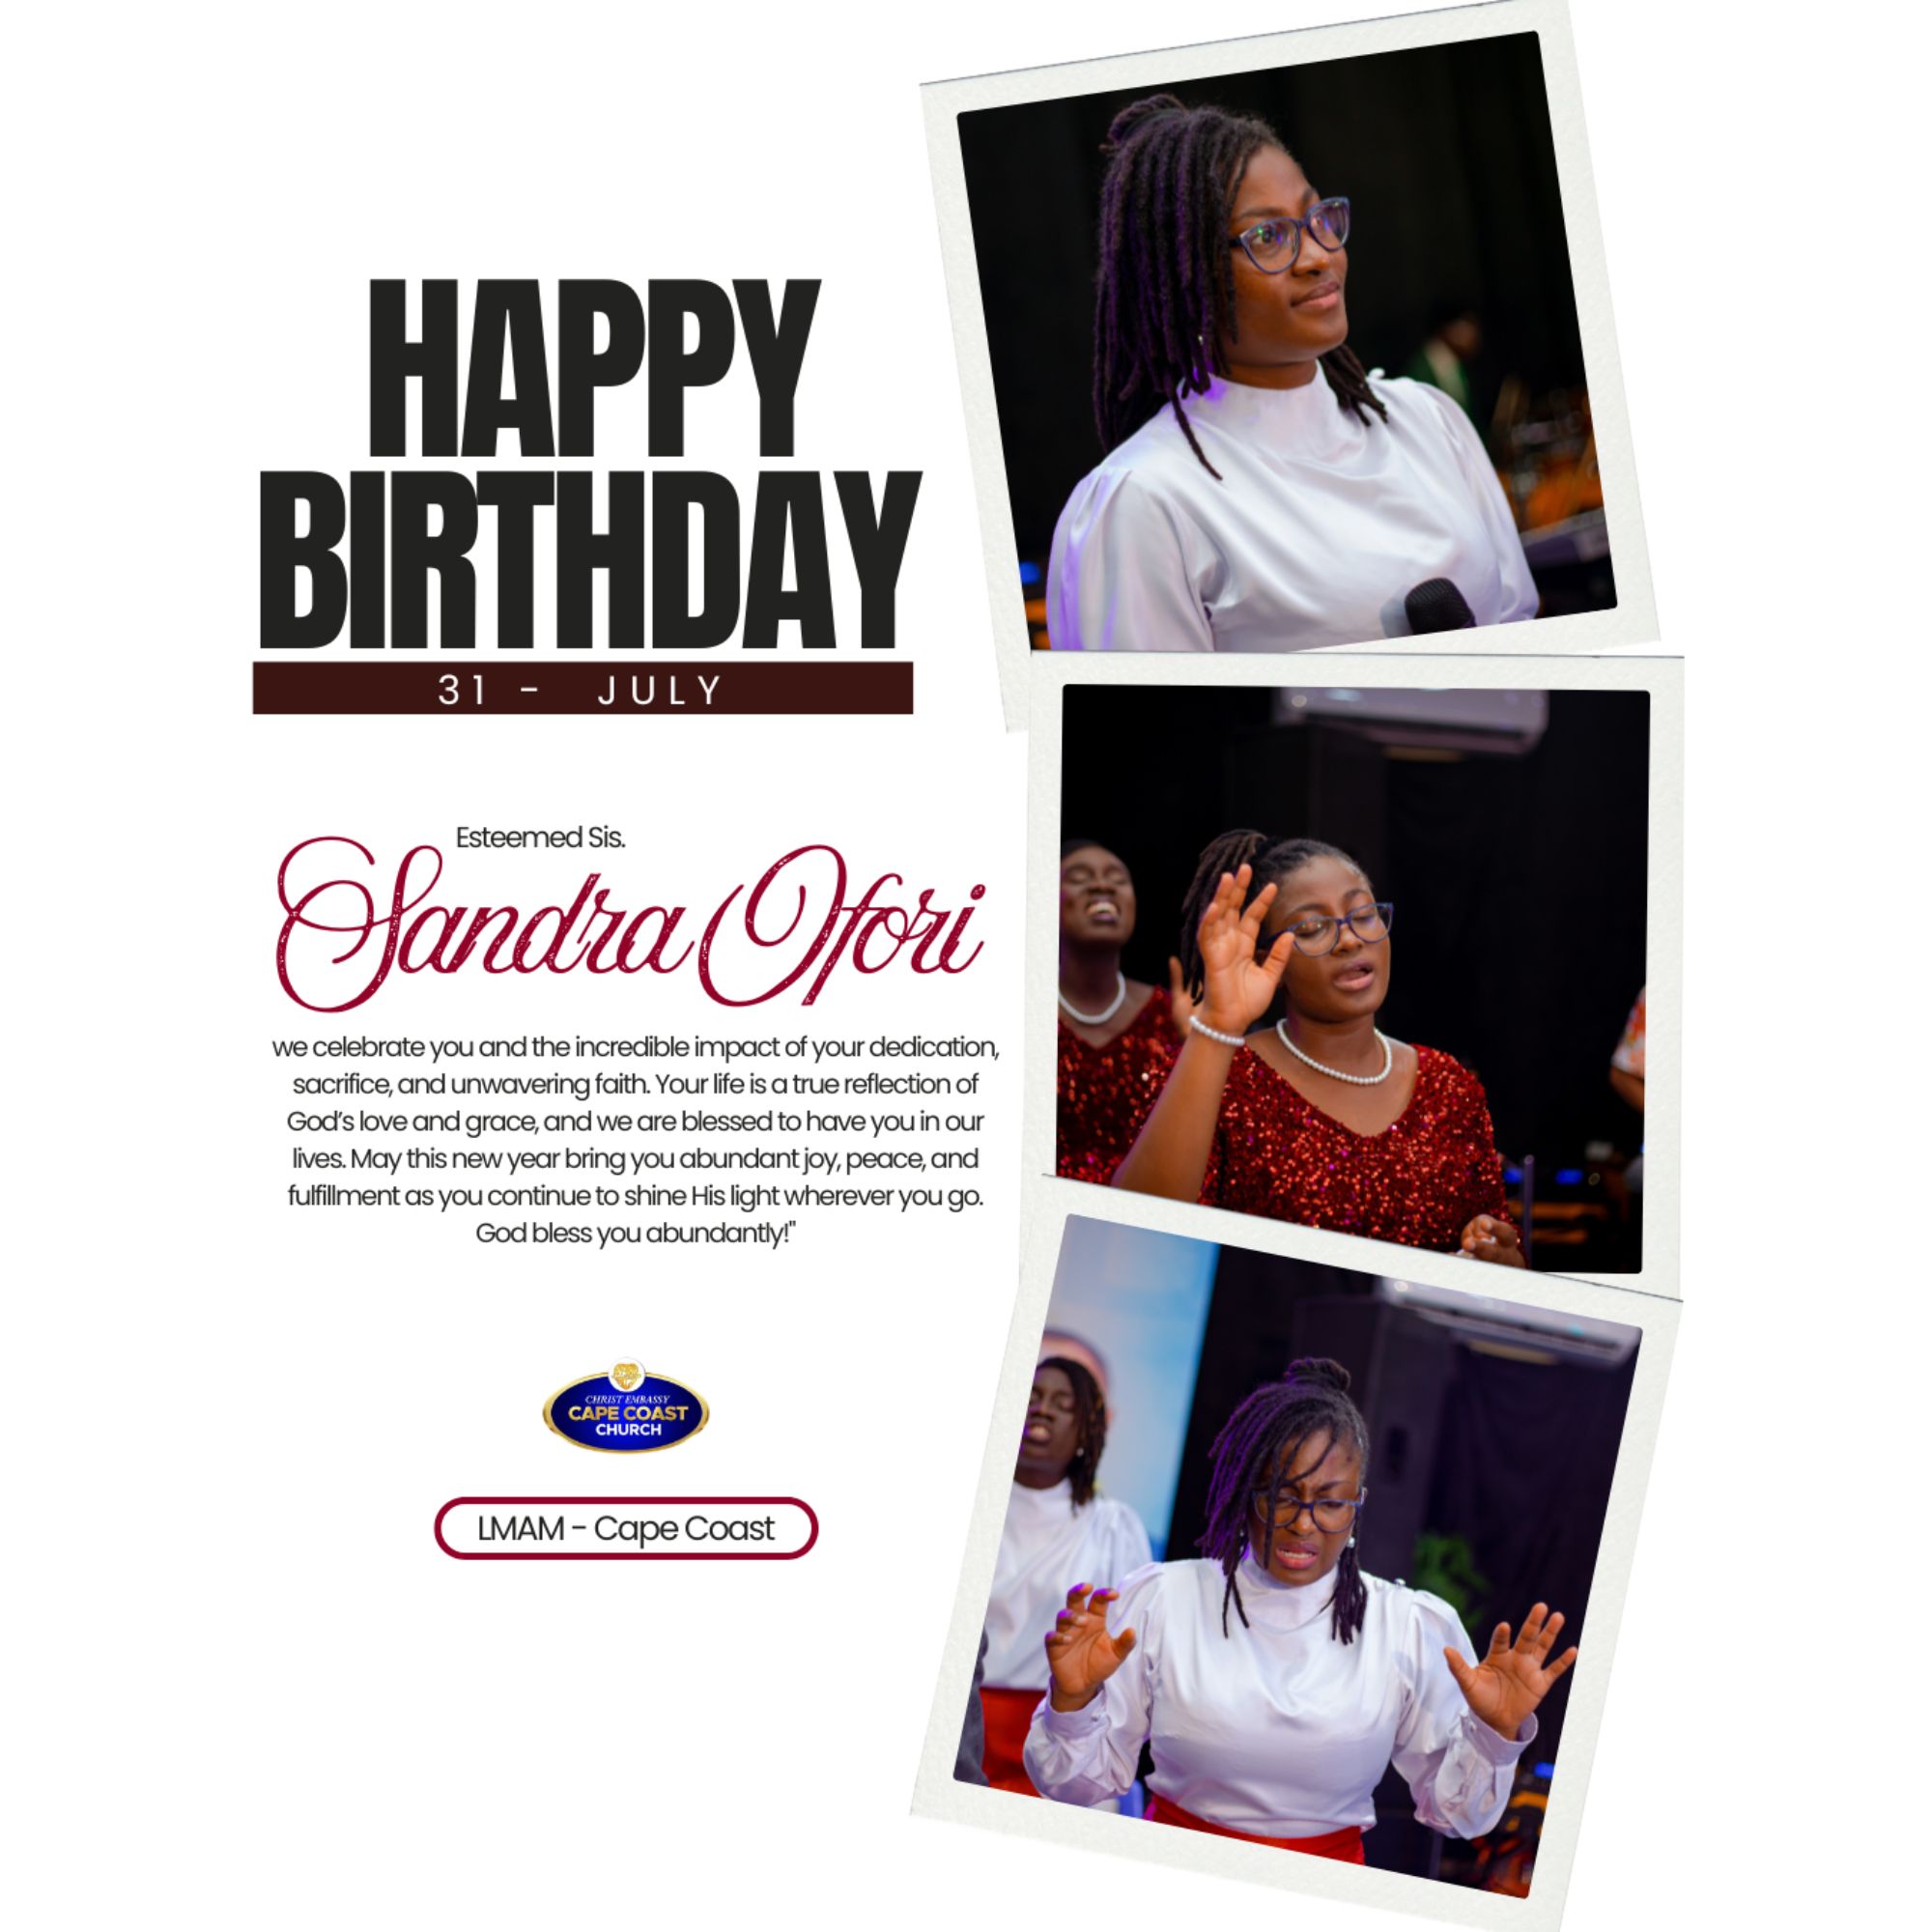 HAPPY
BIRTHDAY
31 - JULY
Esteemed Sis.
Sandra Ofori
we celebrate you and the incredible impact of your dedication,
sacrifice, and unwavering faith. Your life is a true reflection of
God's love and grace, and we are blessed to have you in our
lives. May this new year bring you abundant joy, peace, and
fulfillment as you continue to shine His light wherever you go.
God bless you abundantly!"
CHRIST EMBASSY
CAPE COAST
CHURCH
LMAM - Cape Coast